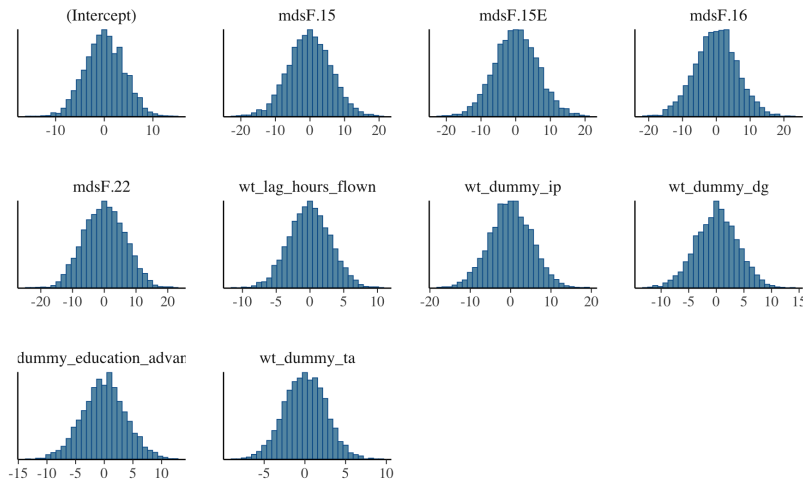 (Intercept) mdsF.15 mdsF.15E mdsF.16
-10 0 10 -20 -10 0 10 20 -20 -10 0 10 20 -20 -10 0 10 20
mdsF.22 wt_lag_hours_flown wt_dummy_ip wt_dummy_dg
-20 -10 0 10 20 -10 -5 0 5 10 -20 -10 0 10 20 -10 -5 0 5 10 15
dummy_education_advan wt_dummy_ta
-15 -10 -5 0 5 10 -5 0 5 10